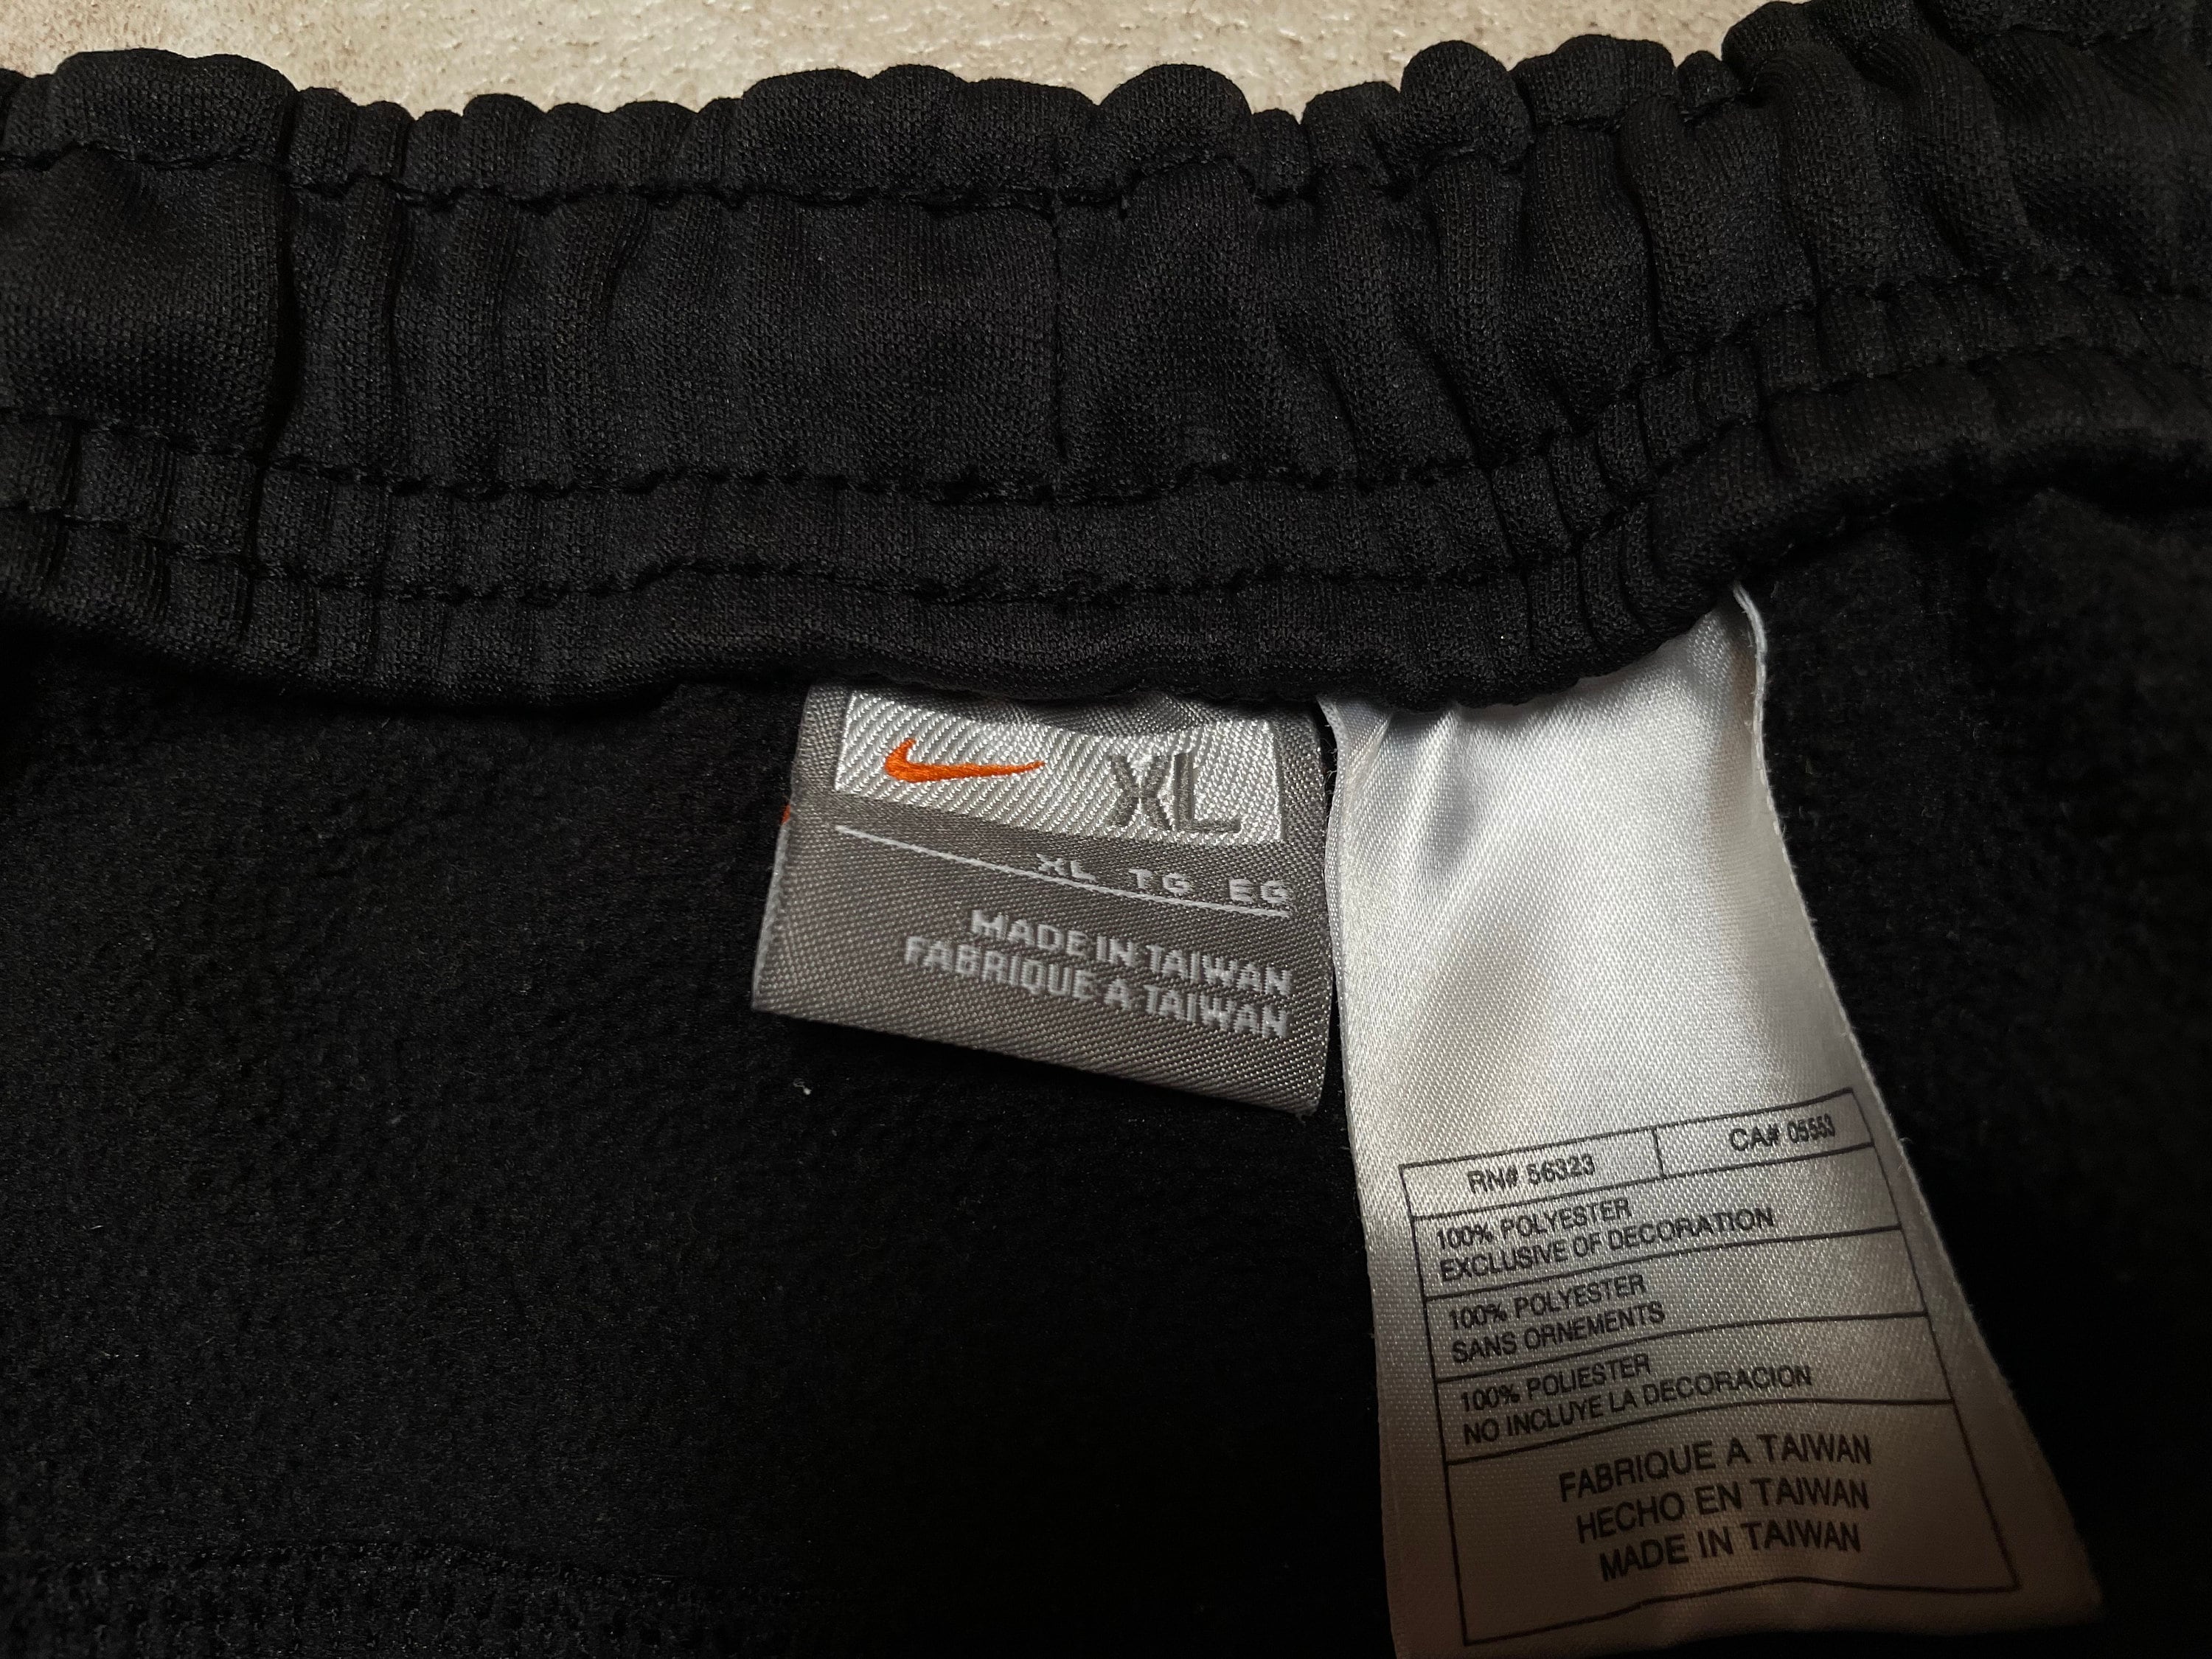 XL
XL TG EG
MADE IN TAIWAN
FABRIQUE A TAIWAN
RN# 56323 CA# 05553
100% POLYESTER
EXCLUSIVE OF DECORATION
100% POLYESTER
SANS ORNEMENTS
100% POLIESTER
NO INCLUYE LA DECORACION
FABRIQUE A TAIWAN
HECHO EN TAIWAN
MADE IN TAIWAN